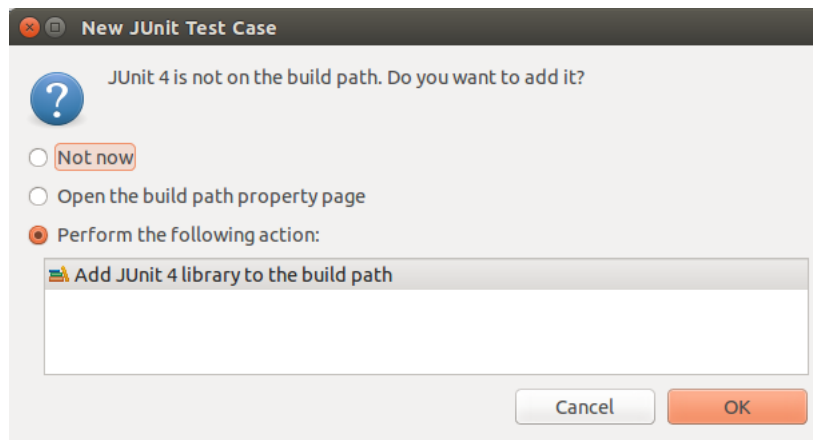 New JUnit Test Case
JUnit 4 is not on the build path. Do you want to add it?
Not now
Open the build path property page
Perform the following action:
Add JUnit 4 library to the build path
Cancel OK